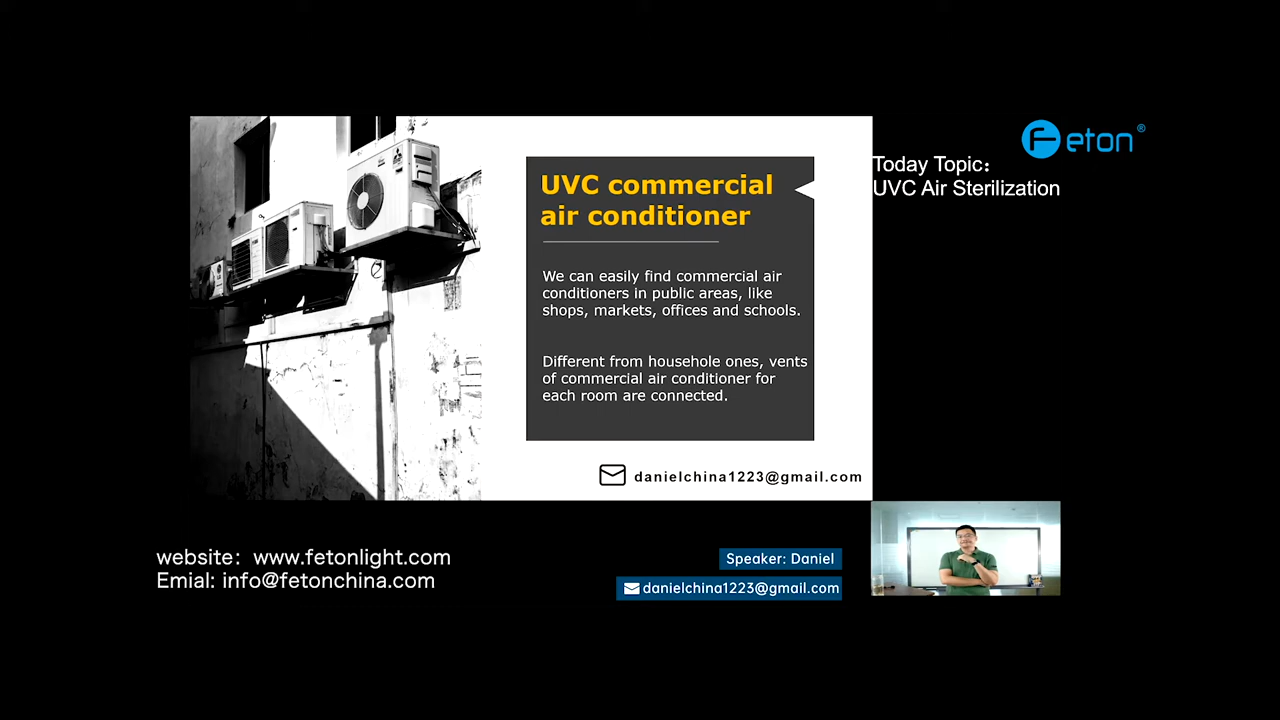 UVC commercial
air conditioner
We can easily find commercial air
conditioners in public areas, like
shops, markets, offices and schools.
Different from househole ones, vents
of commercial air conditioner for
each room are connected.
danielchina1223@gmail.com
Feton®
Today Topic：
UVC Air Sterilization
website：www.fetonlight.com
Emial: info@fetonchina.com
Speaker: Daniel
danielchina1223@gmail.com